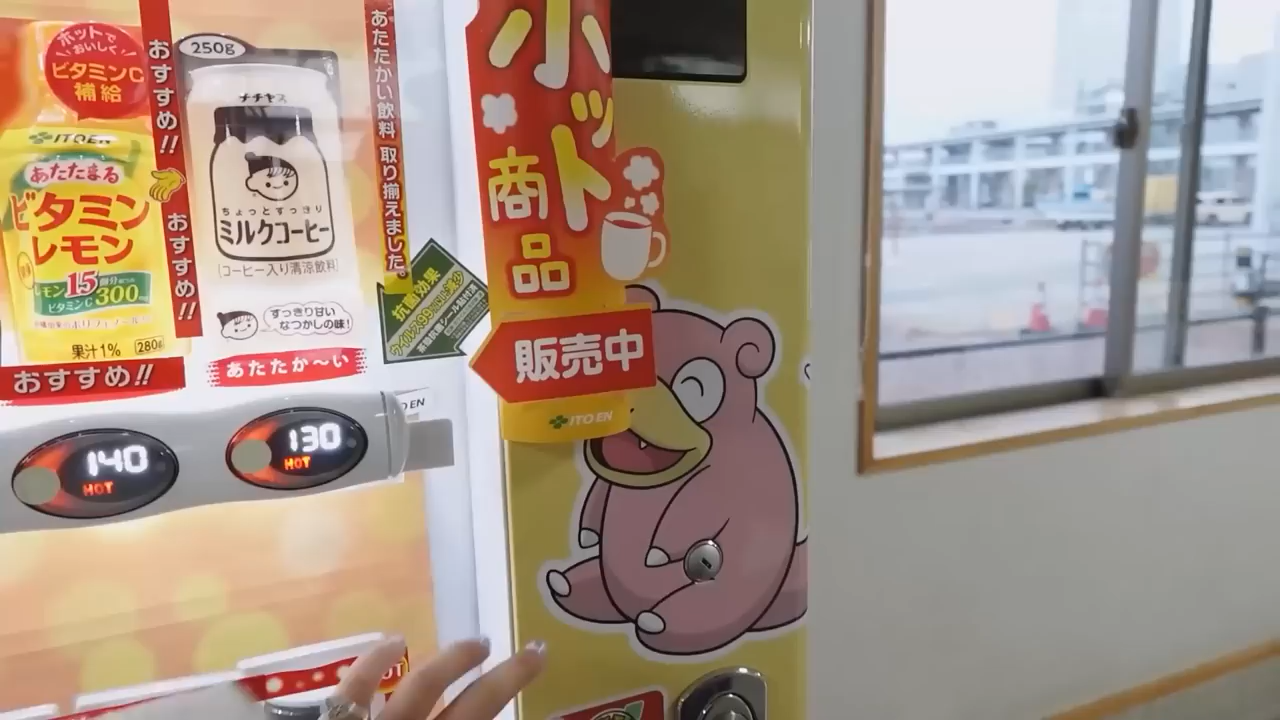 ホットで
おいしく
ビタミンC
補給
ITOEN
あたたまる
ビタミン
レモン
レモン15個分
ビタミンC 300
果汁1% 280g
おすすめ!!
おすすめ!!
おすすめ!!
250g
チチヤス
ちょっとすっきり
ミルクコーヒー
[コーヒー入り清涼飲料]
すっきり甘い
なつかしの味!
あたたか〜い
あたたかい飲料 取り揃えました。
抗菌効果
140
HOT
130
HOT
ホット
商品
販売中
ITO EN